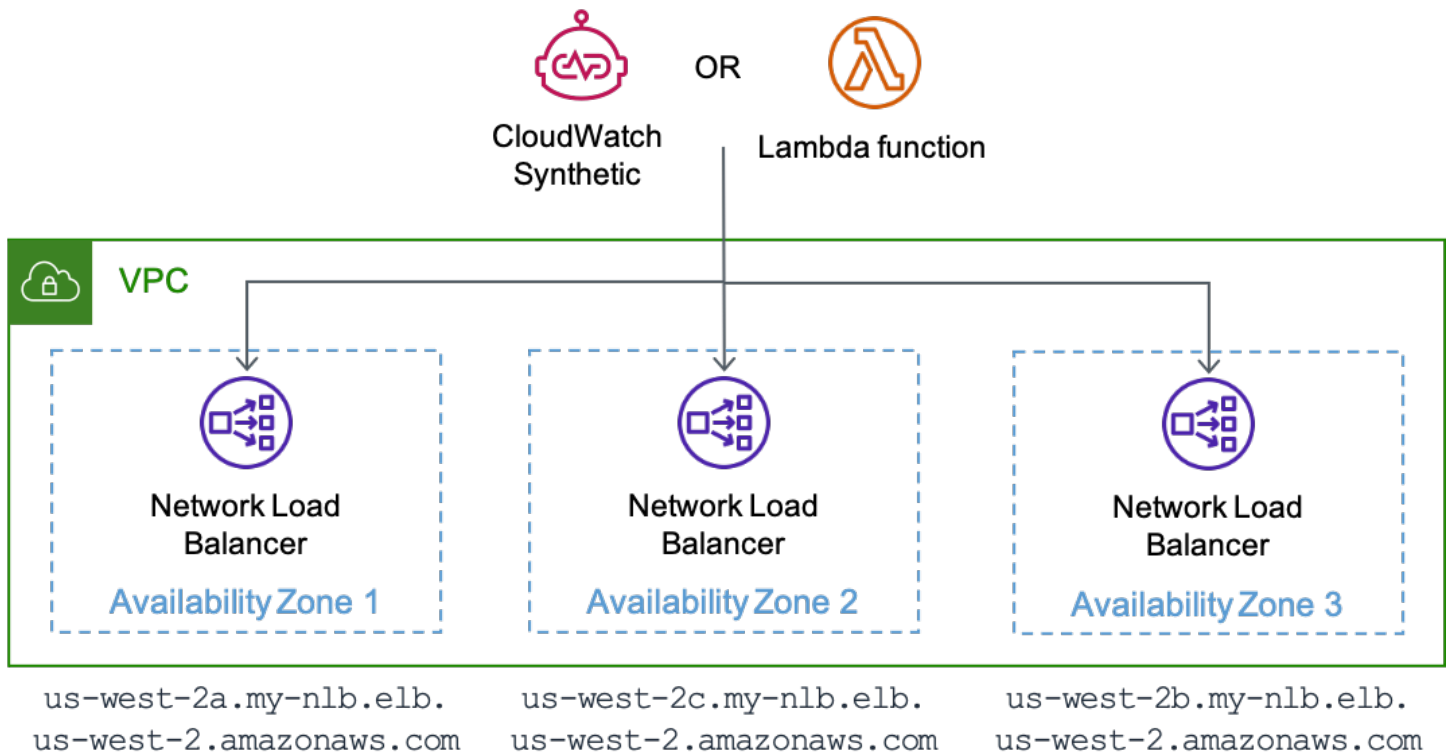 OR
CloudWatch
Synthetic
Lambda function
VPC
Network Load
Balancer
Availability Zone 1
Network Load
Balancer
Availability Zone 2
Network Load
Balancer
Availability Zone 3
us-west-2a.my-nlb.elb.
us-west-2.amazonaws.com
us-west-2c.my-nlb.elb.
us-west-2.amazonaws.com
us-west-2b.my-nlb.elb.
us-west-2.amazonaws.com